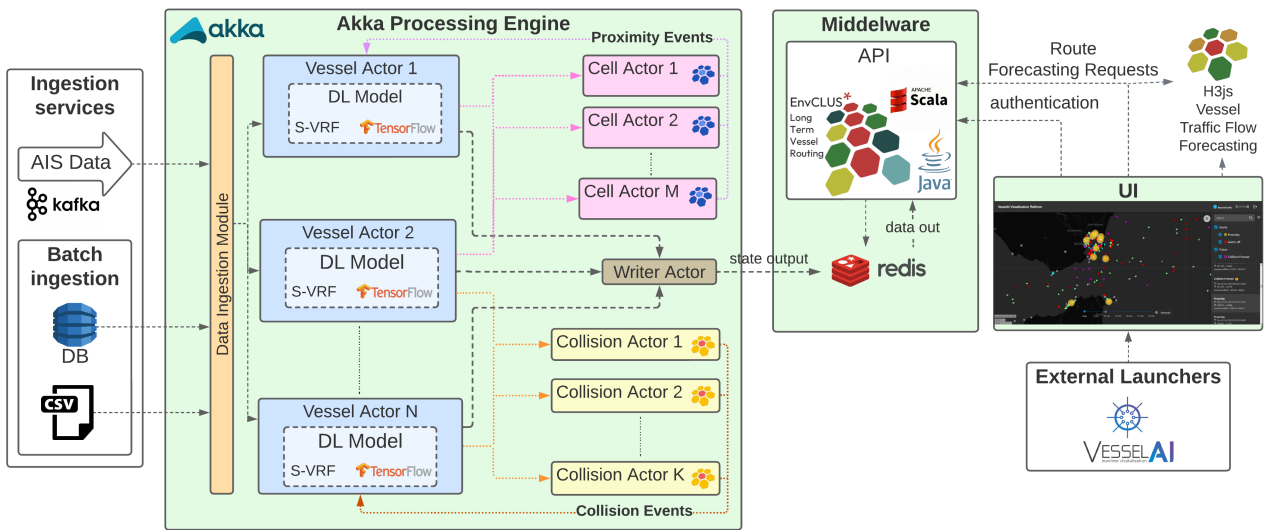 Ingestion
services
AIS Data
kafka
Batch
ingestion
DB
CSV
akka
Akka Processing Engine
Data Ingestion Module
Vessel Actor 1
DL Model
S-VRF
TensorFlow
Vessel Actor 2
DL Model
S-VRF
TensorFlow
Vessel Actor N
DL Model
S-VRF
TensorFlow
Proximity Events
Cell Actor 1
Cell Actor 2
Cell Actor M
Writer Actor
Collision Actor 1
Collision Actor 2
Collision Actor K
Collision Events
state output
Middelware
API
EnvCLUS*
Long
Term
Vessel
Routing
APACHE
Scala
Java
data out
redis
Route
Forecasting Requests
authentication
H3js
Vessel
Traffic Flow
Forecasting
UI
VesselAI Visualisation Platform
External Launchers
VESSELAI